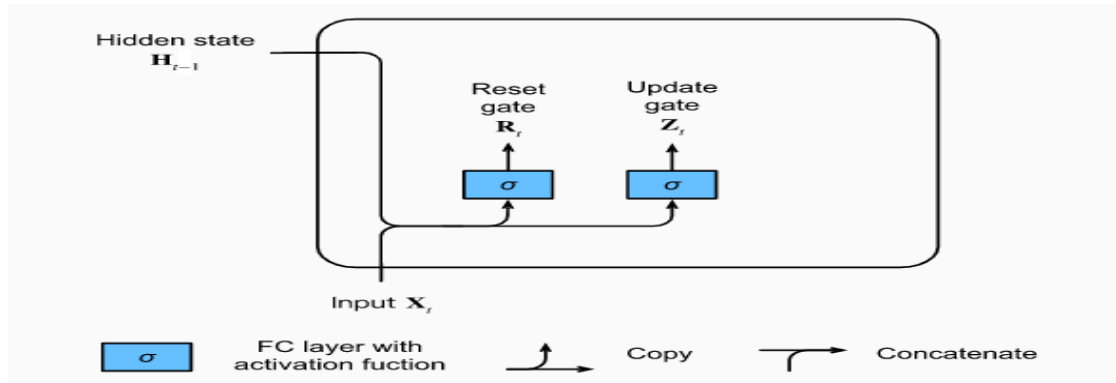 Hidden state
H_{t-1}
Reset
gate
R_t
Update
gate
Z_t
σ
σ
Input X_t
σ
FC layer with
activation fuction
Copy
Concatenate